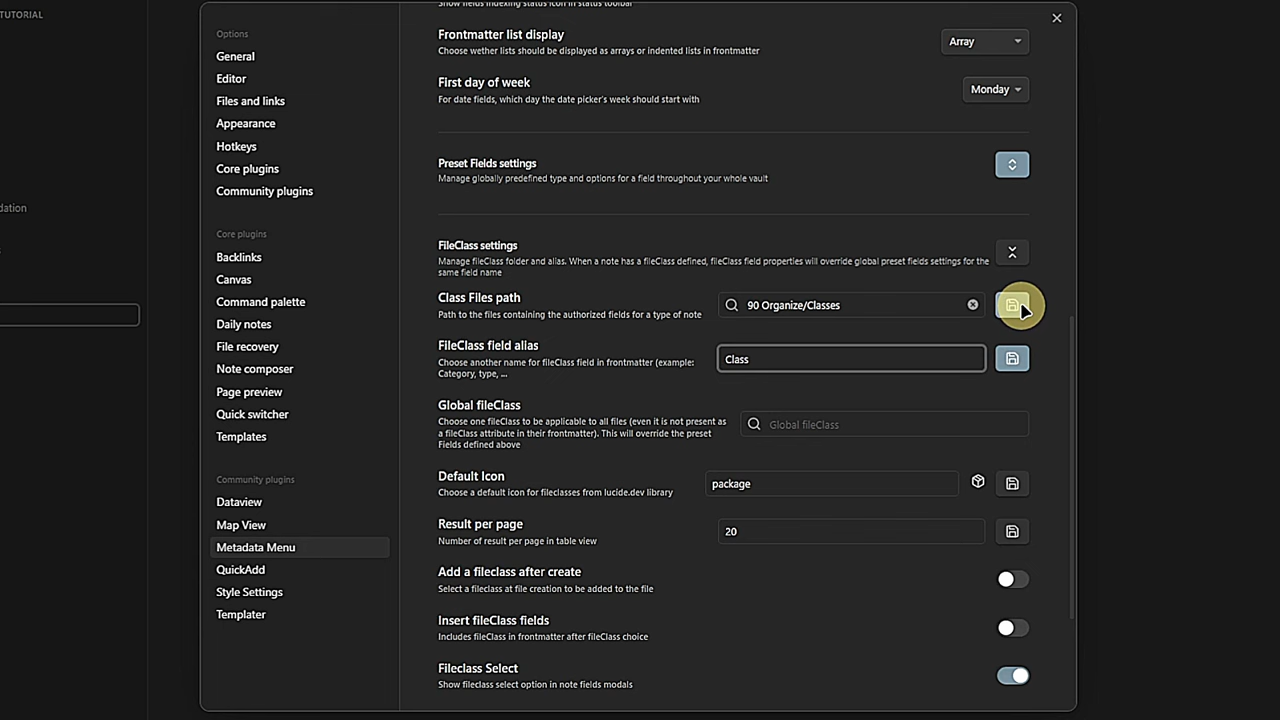 TUTORIAL
dation
Options
General
Editor
Files and links
Appearance
Hotkeys
Core plugins
Community plugins
Core plugins
Backlinks
Canvas
Command palette
Daily notes
File recovery
Note composer
Page preview
Quick switcher
Templates
Community plugins
Dataview
Map View
Metadata Menu
QuickAdd
Style Settings
Templater
Show fields indexing status icon in status toolbar
Frontmatter list display
Choose wether lists should be displayed as arrays or indented lists in frontmatter
Array
First day of week
For date fields, which day the date picker's week should start with
Monday
Preset Fields settings
Manage globally predefined type and options for a field throughout your whole vault
FileClass settings
Manage fileClass folder and alias. When a note has a fileClass defined, fileClass field properties will override global preset fields settings for the
same field name
Class Files path
Path to the files containing the authorized fields for a type of note
90 Organize/Classes
FileClass field alias
Choose another name for fileClass field in frontmatter (example:
Category, type, ...
Class
Global fileClass
Choose one fileClass to be applicable to all files (even it is not present as
a fileClass attribute in their frontmatter). This will override the preset
Fields defined above
Global fileClass
Default Icon
Choose a default icon for fileclasses from lucide.dev library
package
Result per page
Number of result per page in table view
20
Add a fileclass after create
Select a fileclass at file creation to be added to the file
Insert fileClass fields
Includes fileClass in frontmatter after fileClass choice
Fileclass Select
Show fileclass select option in note fields modals